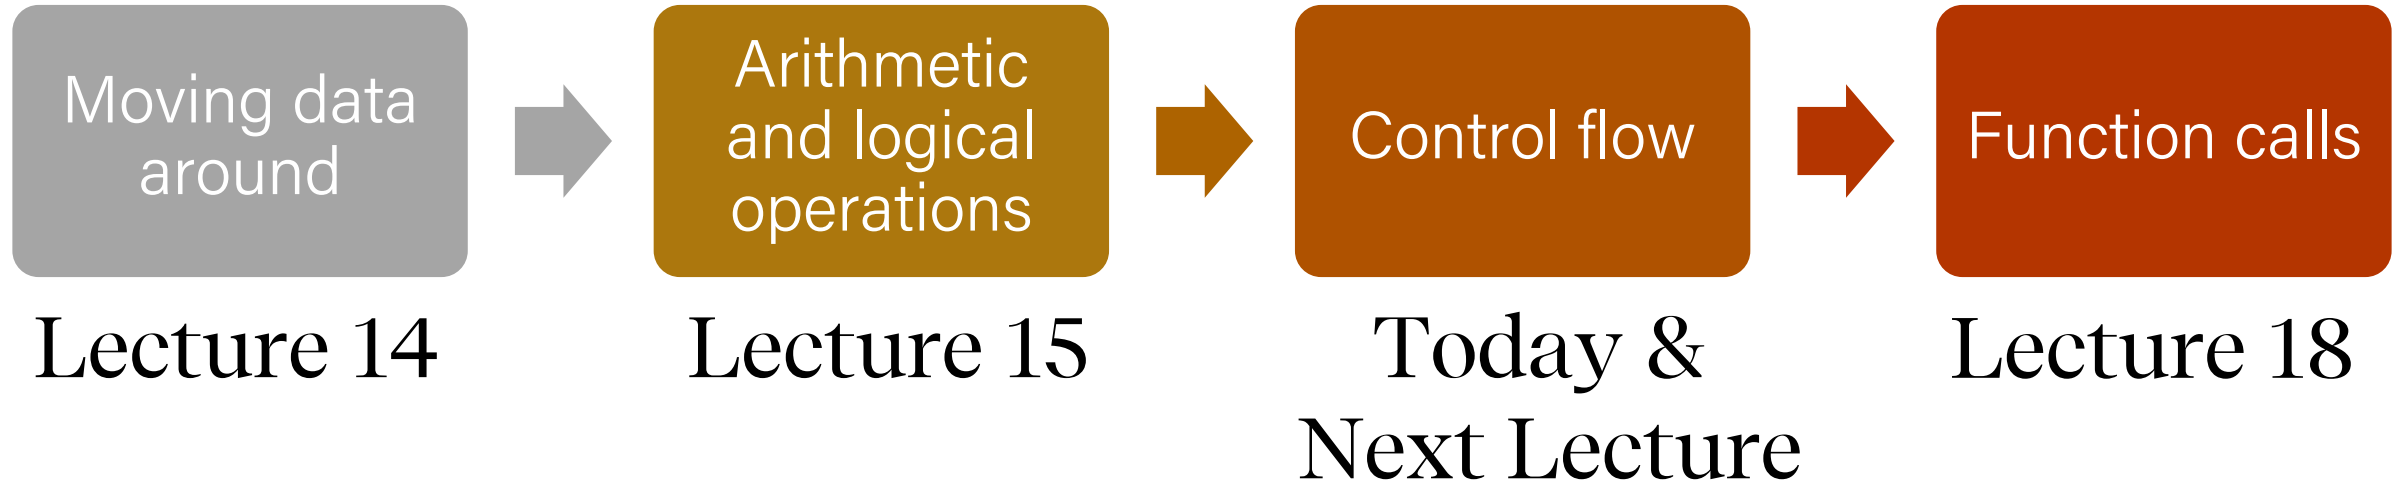 Moving data
around
Arithmetic
and logical
operations
Control flow
Function calls
Lecture 14
Lecture 15
Today &
Next Lecture
Lecture 18